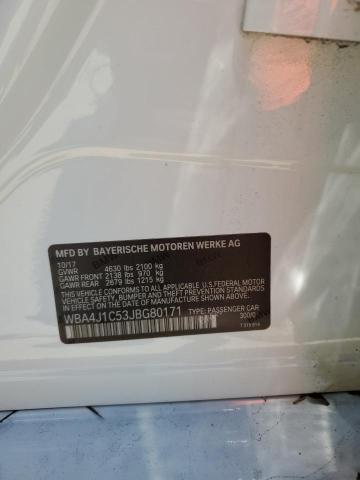 MFD BY BAYERISCHE MOTOREN WERKE AG
10/17
GVWR 4630 lbs 2100 kg
GAWR FRONT 2138 lbs 970 kg
GAWR REAR 2679 lbs 1215 kg
THIS VEHICLE CONFORMS TO ALL APPLICABLE U.S.FEDERAL MOTOR
VEHICLE SAFETY, BUMPER, AND THEFT PREVENTION STANDARDS
IN EFFECT ON THE DATE OF MANUFACTURE SHOWN ABOVE.
WBA4J1C53JBG80171 TYPE: PASSENGER CAR
300/0